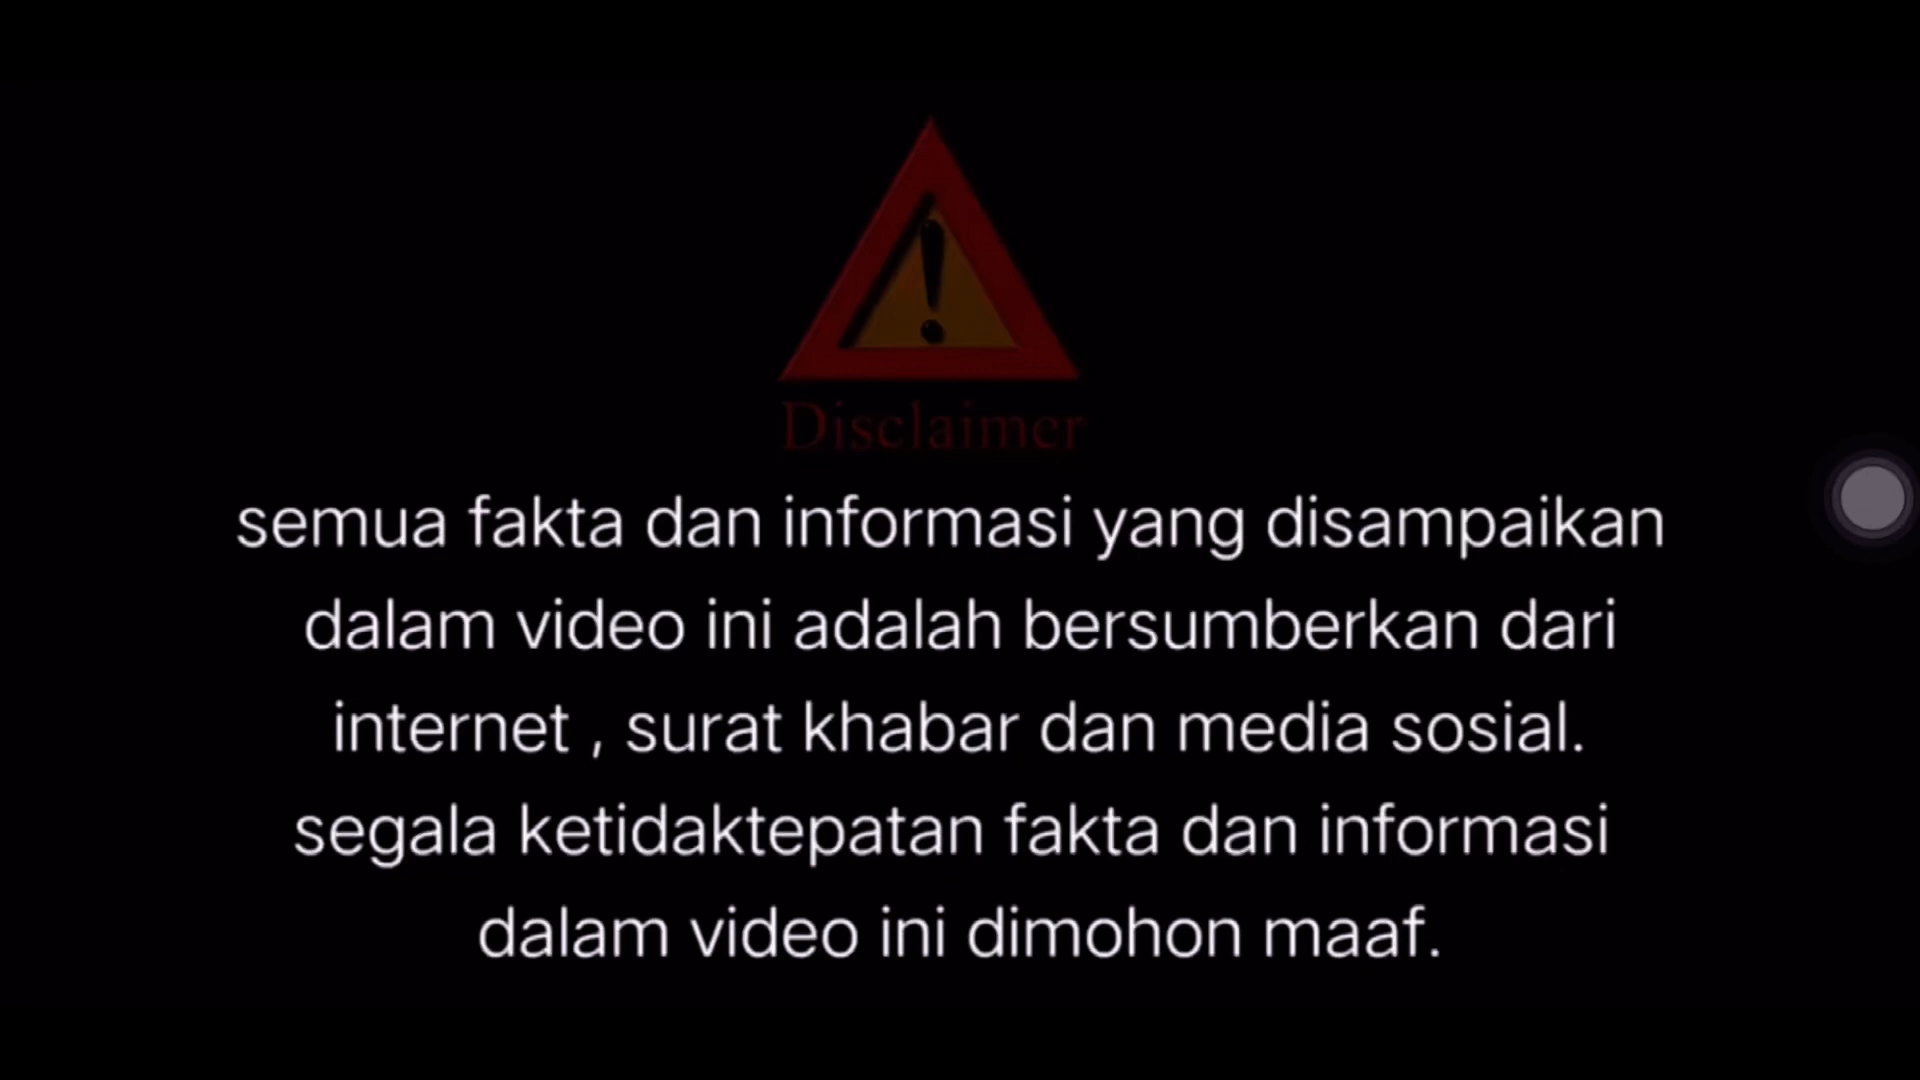 Disclaimer
semua fakta dan informasi yang disampaikan
dalam video ini adalah bersumberkan dari
internet , surat khabar dan media sosial.
segala ketidaktepatan fakta dan informasi
dalam video ini dimohon maaf.